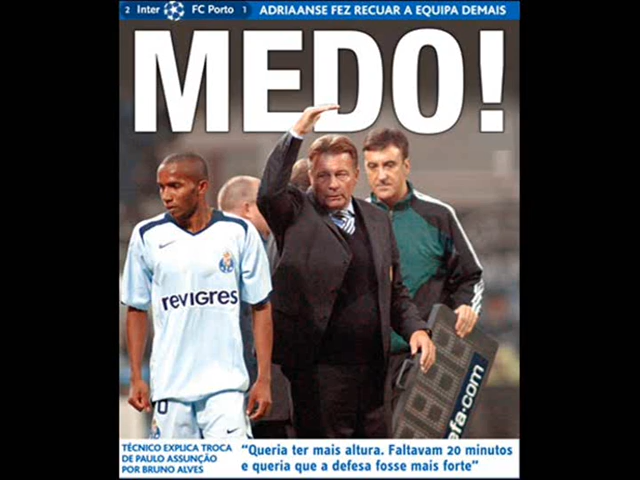 2 Inter FC Porto 1 ADRIAANSE FEZ RECUAR A EQUIPA DEMAIS
MEDO!
revigres
efa.com
TÉCNICO EXPLICA TROCA
DE PAULO ASSUNÇÃO
POR BRUNO ALVES
"Queria ter mais altura. Faltavam 20 minutos
e queria que a defesa fosse mais forte"